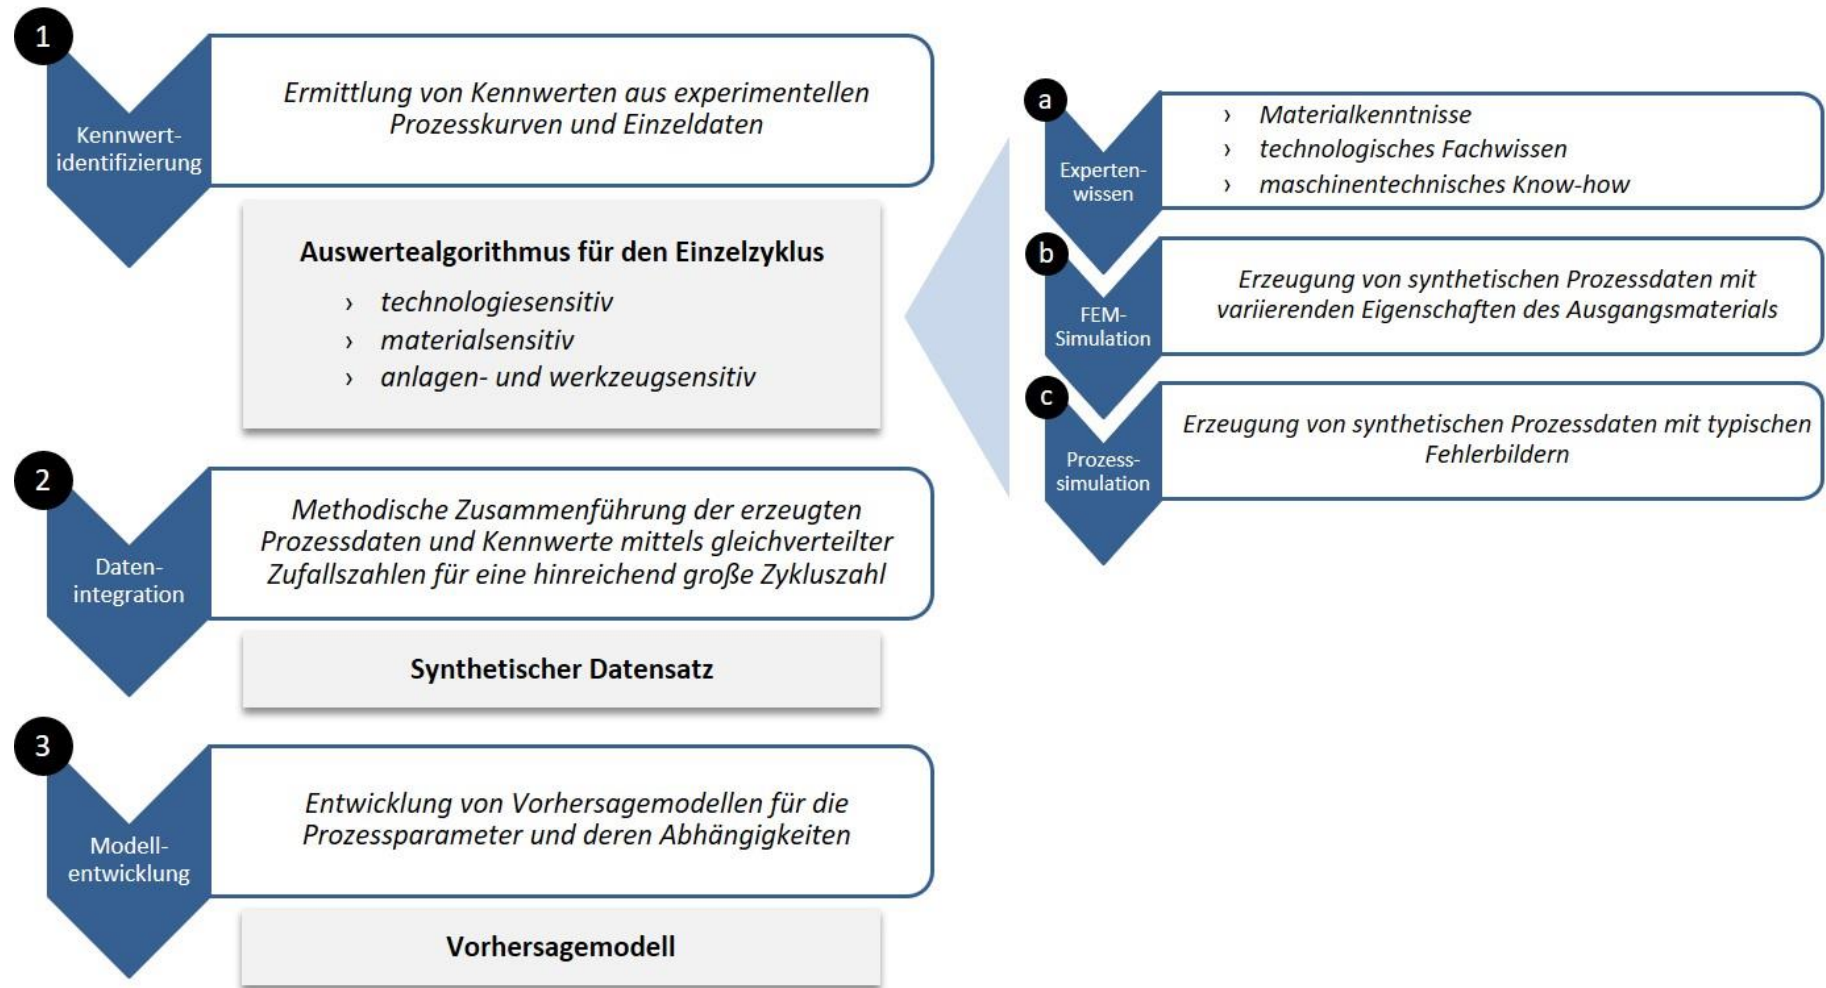 1
Kennwert-
identifizierung
Ermittlung von Kennwerten aus experimentellen
Prozesskurven und Einzeldaten
Auswertealgorithmus für den Einzelzyklus
› technologiesensitiv
› materialsensitiv
› anlagen- und werkzeugsensitiv
2
Daten-
integration
Methodische Zusammenführung der erzeugten
Prozessdaten und Kennwerte mittels gleichverteilter
Zufallszahlen für eine hinreichend große Zykluszahl
Synthetischer Datensatz
3
Modell-
entwicklung
Entwicklung von Vorhersagemodellen für die
Prozessparameter und deren Abhängigkeiten
Vorhersagemodell
a
Experten-
wissen
› Materialkenntnisse
› technologisches Fachwissen
› maschinentechnisches Know-how
b
FEM-
Simulation
Erzeugung von synthetischen Prozessdaten mit
variierenden Eigenschaften des Ausgangsmaterials
c
Prozess-
simulation
Erzeugung von synthetischen Prozessdaten mit typischen
Fehlerbildern